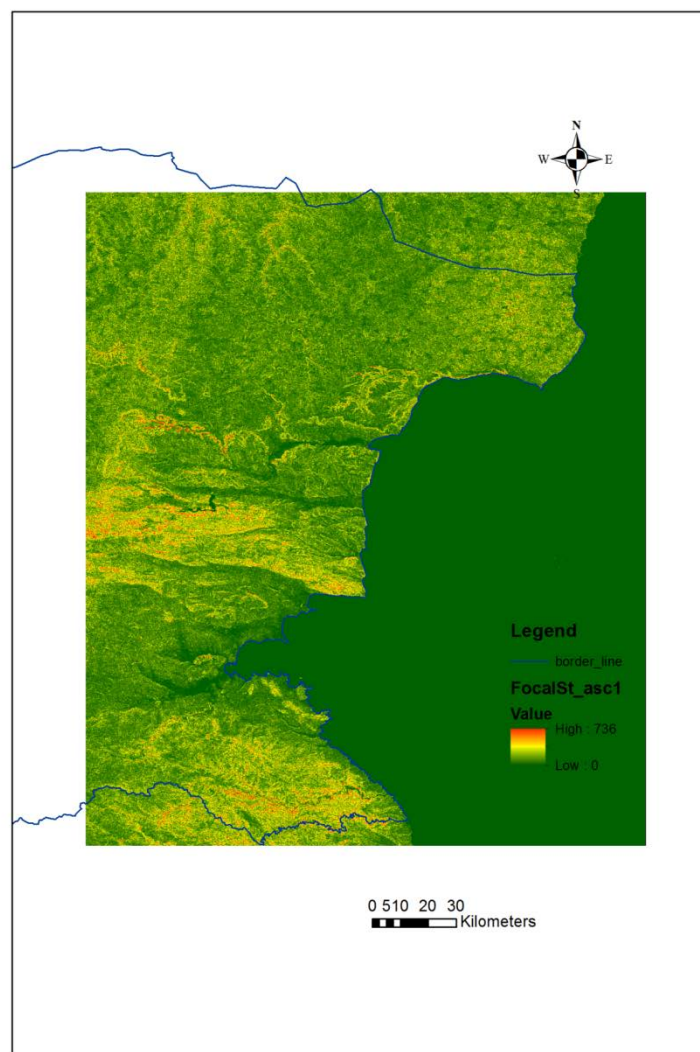 N
W E
S
Legend
border_line
FocalSt_asc1
Value
High : 736
Low : 0
0 510 20 30
Kilometers